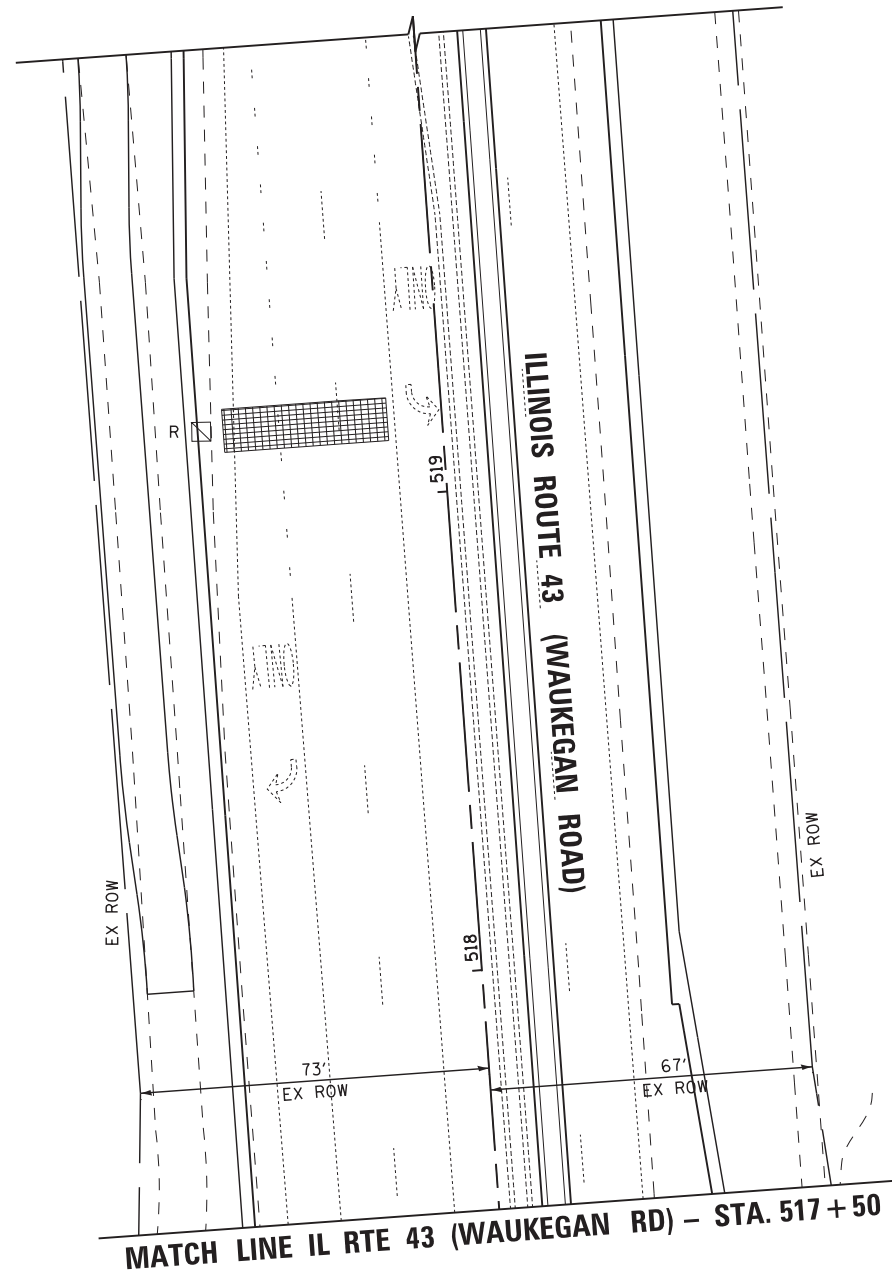 R
519
ILLINOIS ROUTE 43 (WAUKEGAN ROAD)
EX ROW
EX ROW
518
73'
EX ROW
67'
EX ROW
MATCH LINE IL RTE 43 (WAUKEGAN RD) – STA. 517+50